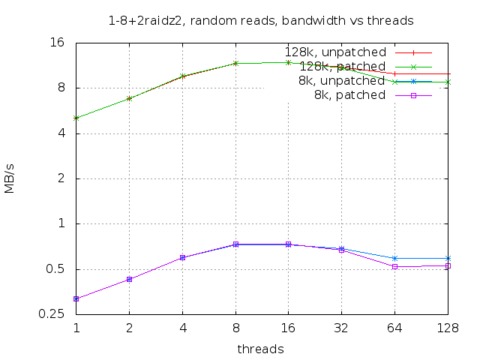 1-8+2raidz2, random reads, bandwidth vs threads
16
8
4
2
1
0.5
0.25
MB/s
128k, unpatched
128k, patched
8k, unpatched
8k, patched
1 2 4 8 16 32 64 128
threads